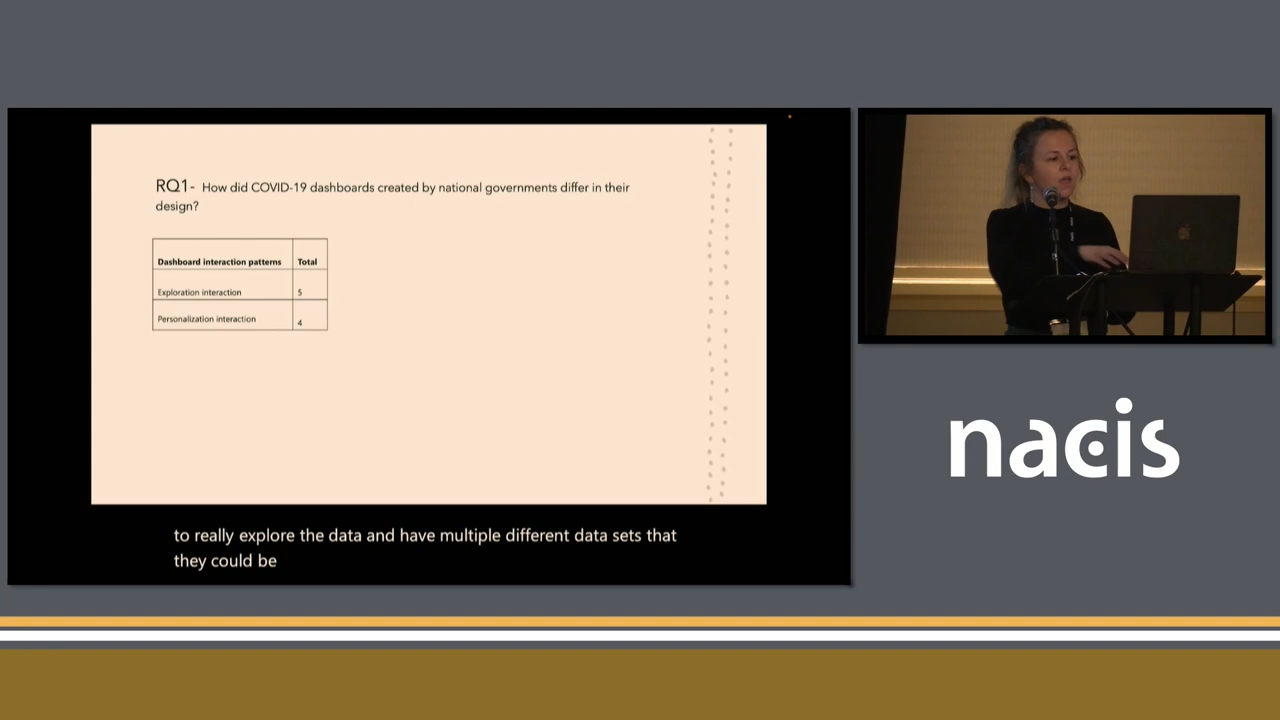 RQ1- How did COVID-19 dashboards created by national governments differ in their
design?
Dashboard interaction patterns Total
Exploration interaction 5
Personalization interaction 4
to really explore the data and have multiple different data sets that
they could be
nacis